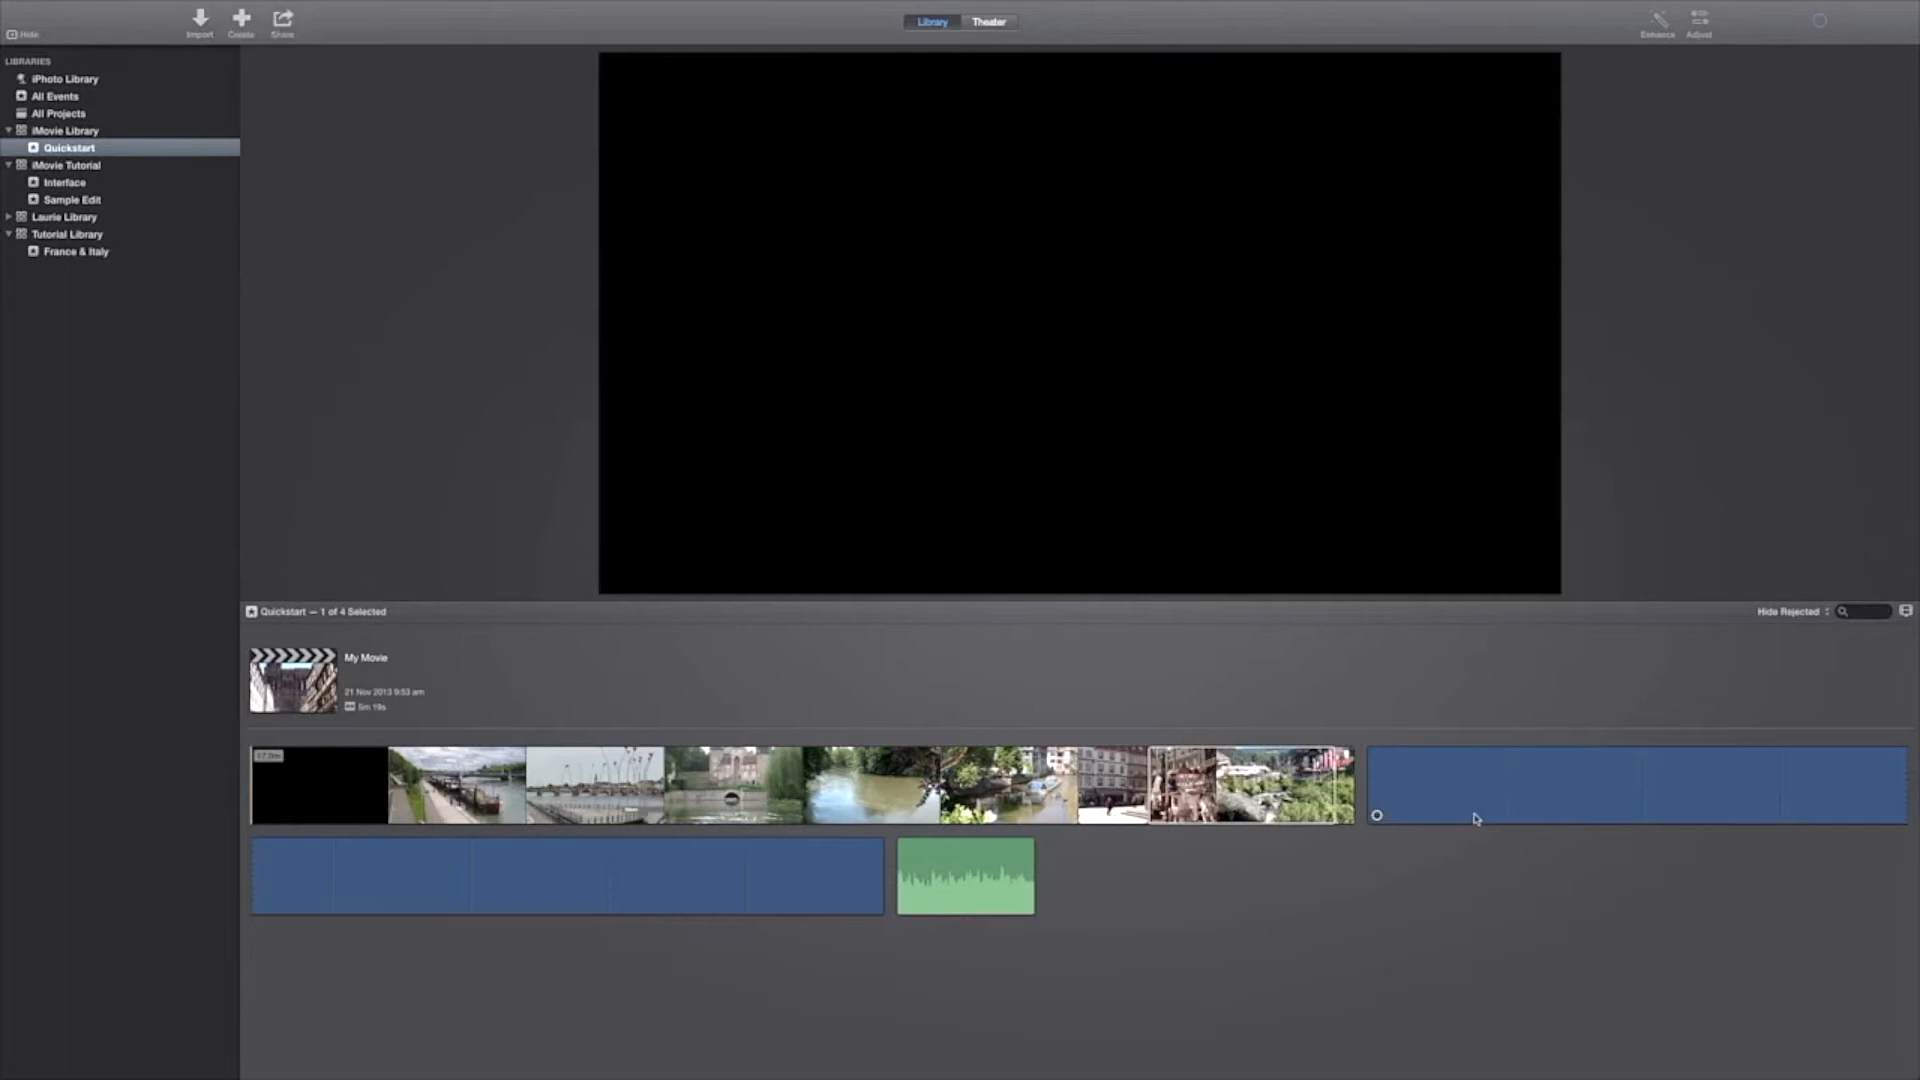 Library Theater
Hide Import Create Share Enhance Adjust
LIBRARIES
iPhoto Library
All Events
All Projects
iMovie Library
Quickstart
iMovie Tutorial
Interface
Sample Edit
Laurie Library
Tutorial Library
France & Italy
Quickstart — 1 of 4 Selected
Hide Rejected
My Movie
21 Nov 2013 9:53 am
5m 19s